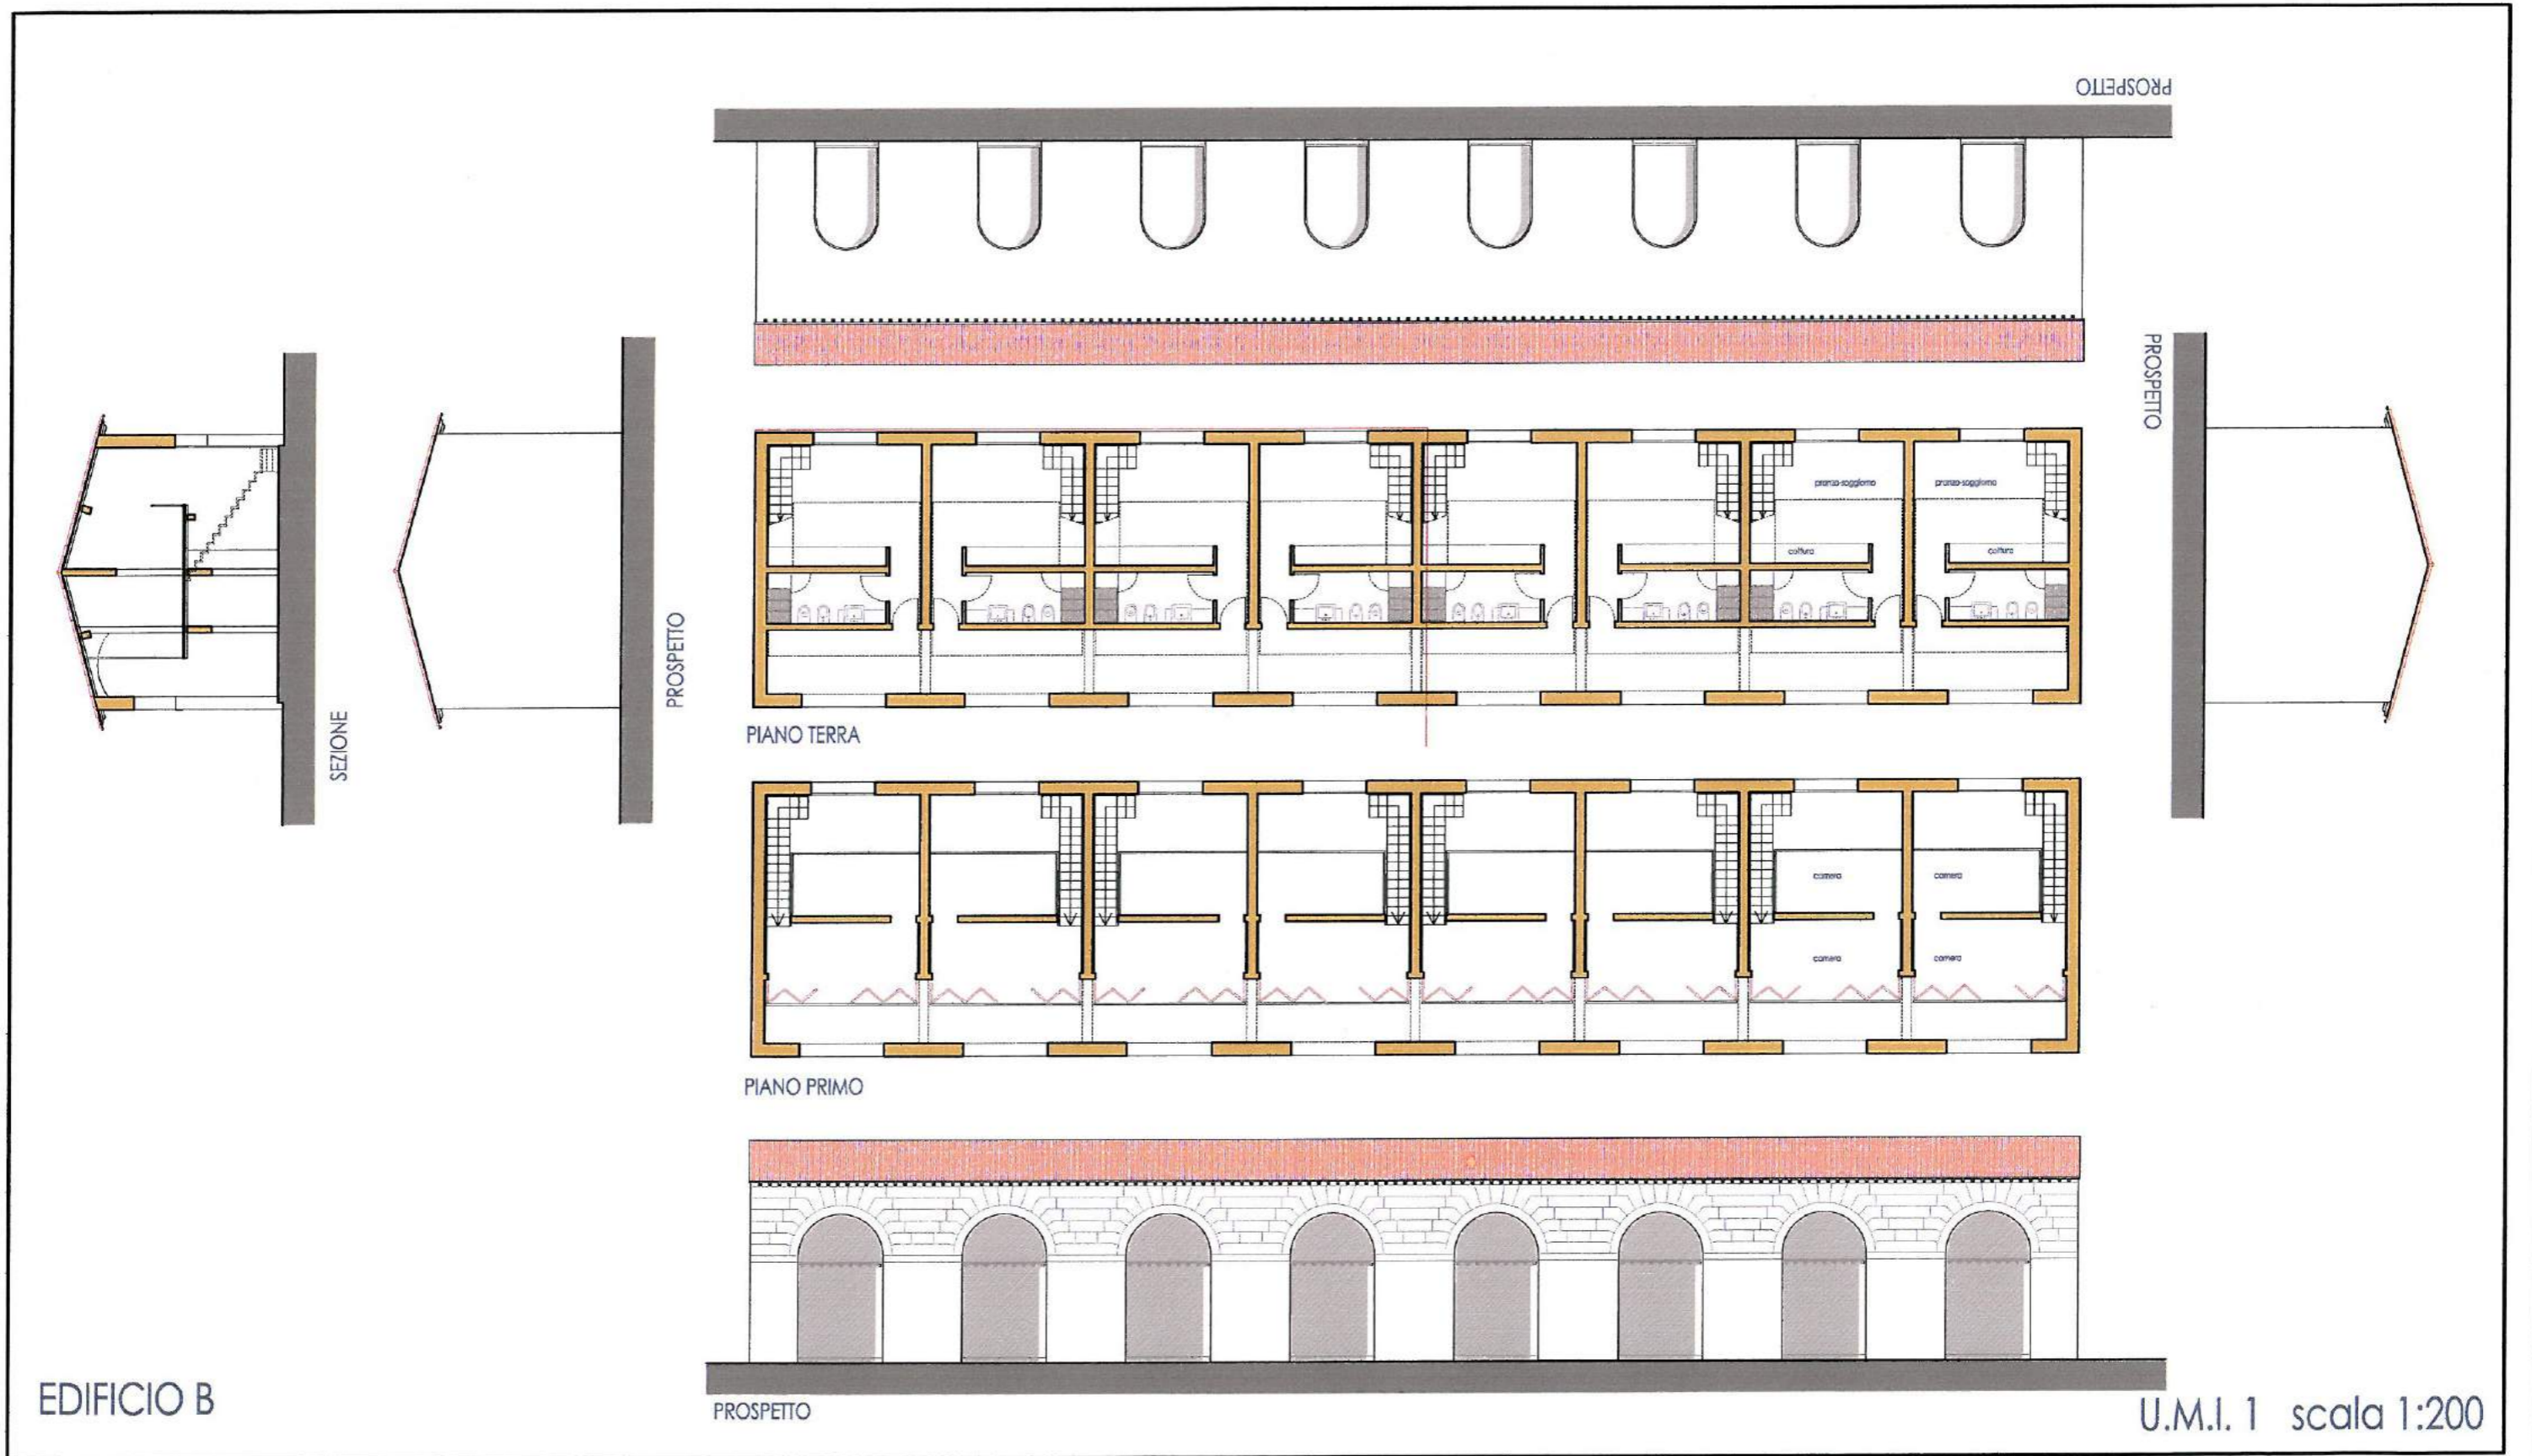 PROSPETTO
PROSPETTO
pranzo-soggiorno
pranzo-soggiorno
cottura
cottura
PROSPETTO
SEZIONE
PIANO TERRA
camera
camera
camera
camera
PIANO PRIMO
EDIFICIO B
PROSPETTO
U.M.I. 1 scala 1:200